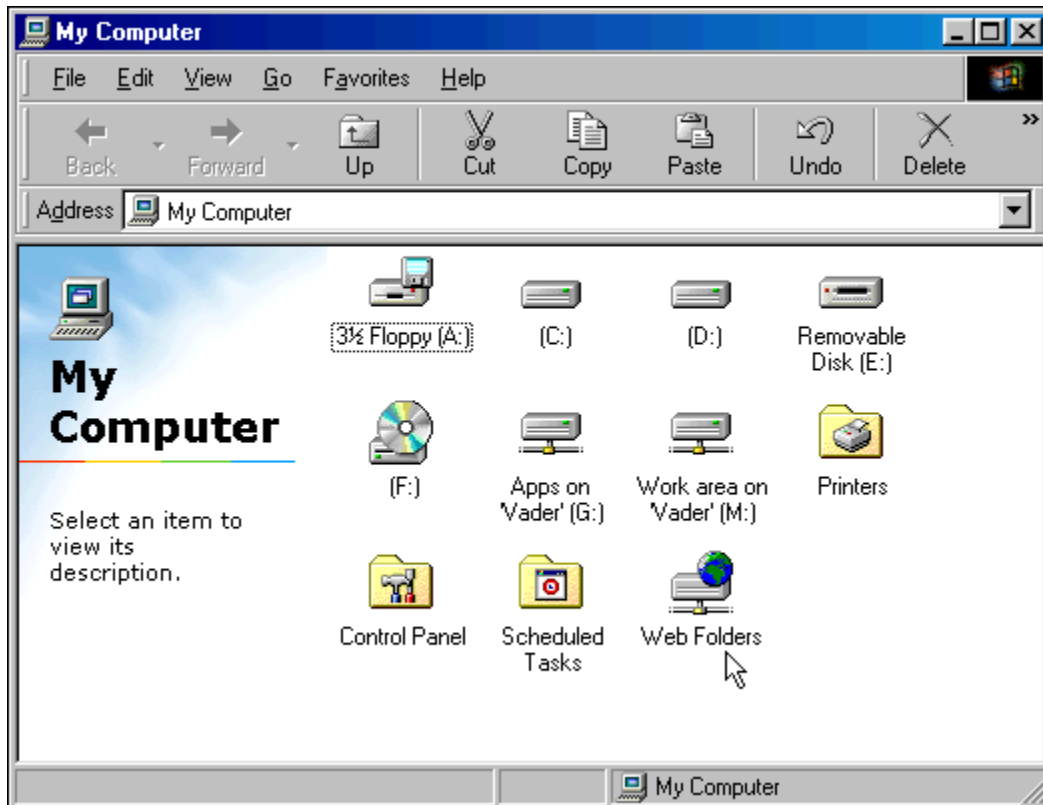 My Computer
File Edit View Go Favorites Help
Back Forward Up Cut Copy Paste Undo Delete »
Address My Computer
My
Computer
Select an item to
view its
description.
3½ Floppy (A:)
(C:)
(D:)
Removable
Disk (E:)
(F:)
Apps on
'Vader' (G:)
Work area on
'Vader' (M:)
Printers
Control Panel
Scheduled
Tasks
Web Folders
My Computer